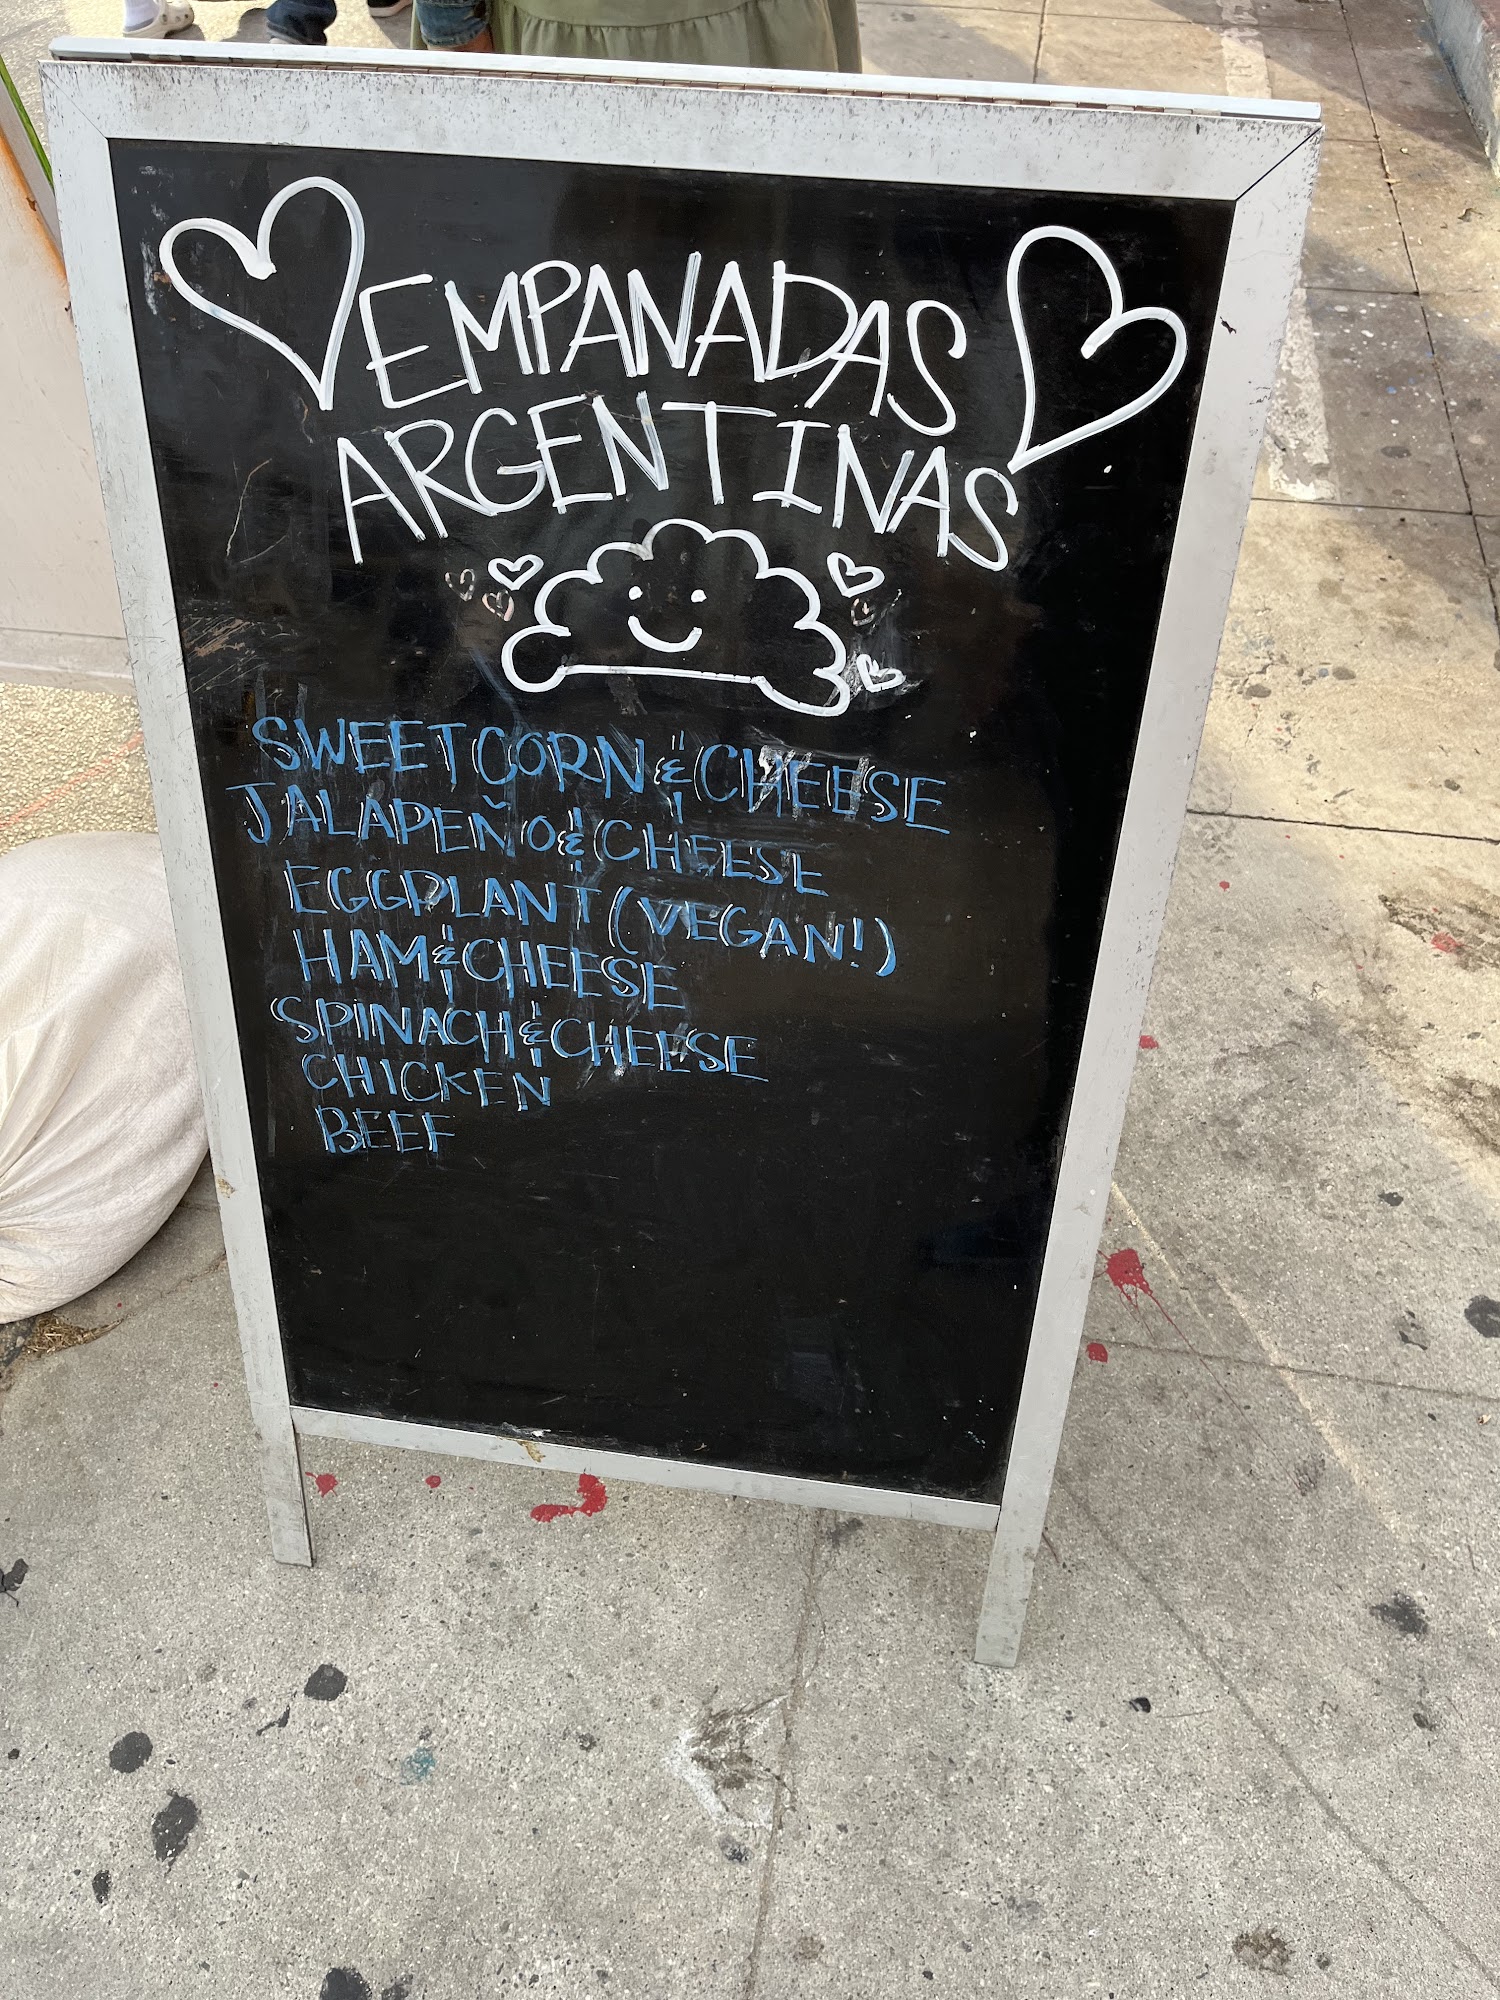 EMPANADAS
ARGENTINAS
SWEET CORN & CHEESE
JALAPEÑO & CHEESE
EGGPLANT (VEGAN!)
HAM & CHEESE
SPINACH & CHEESE
CHICKEN
BEEF